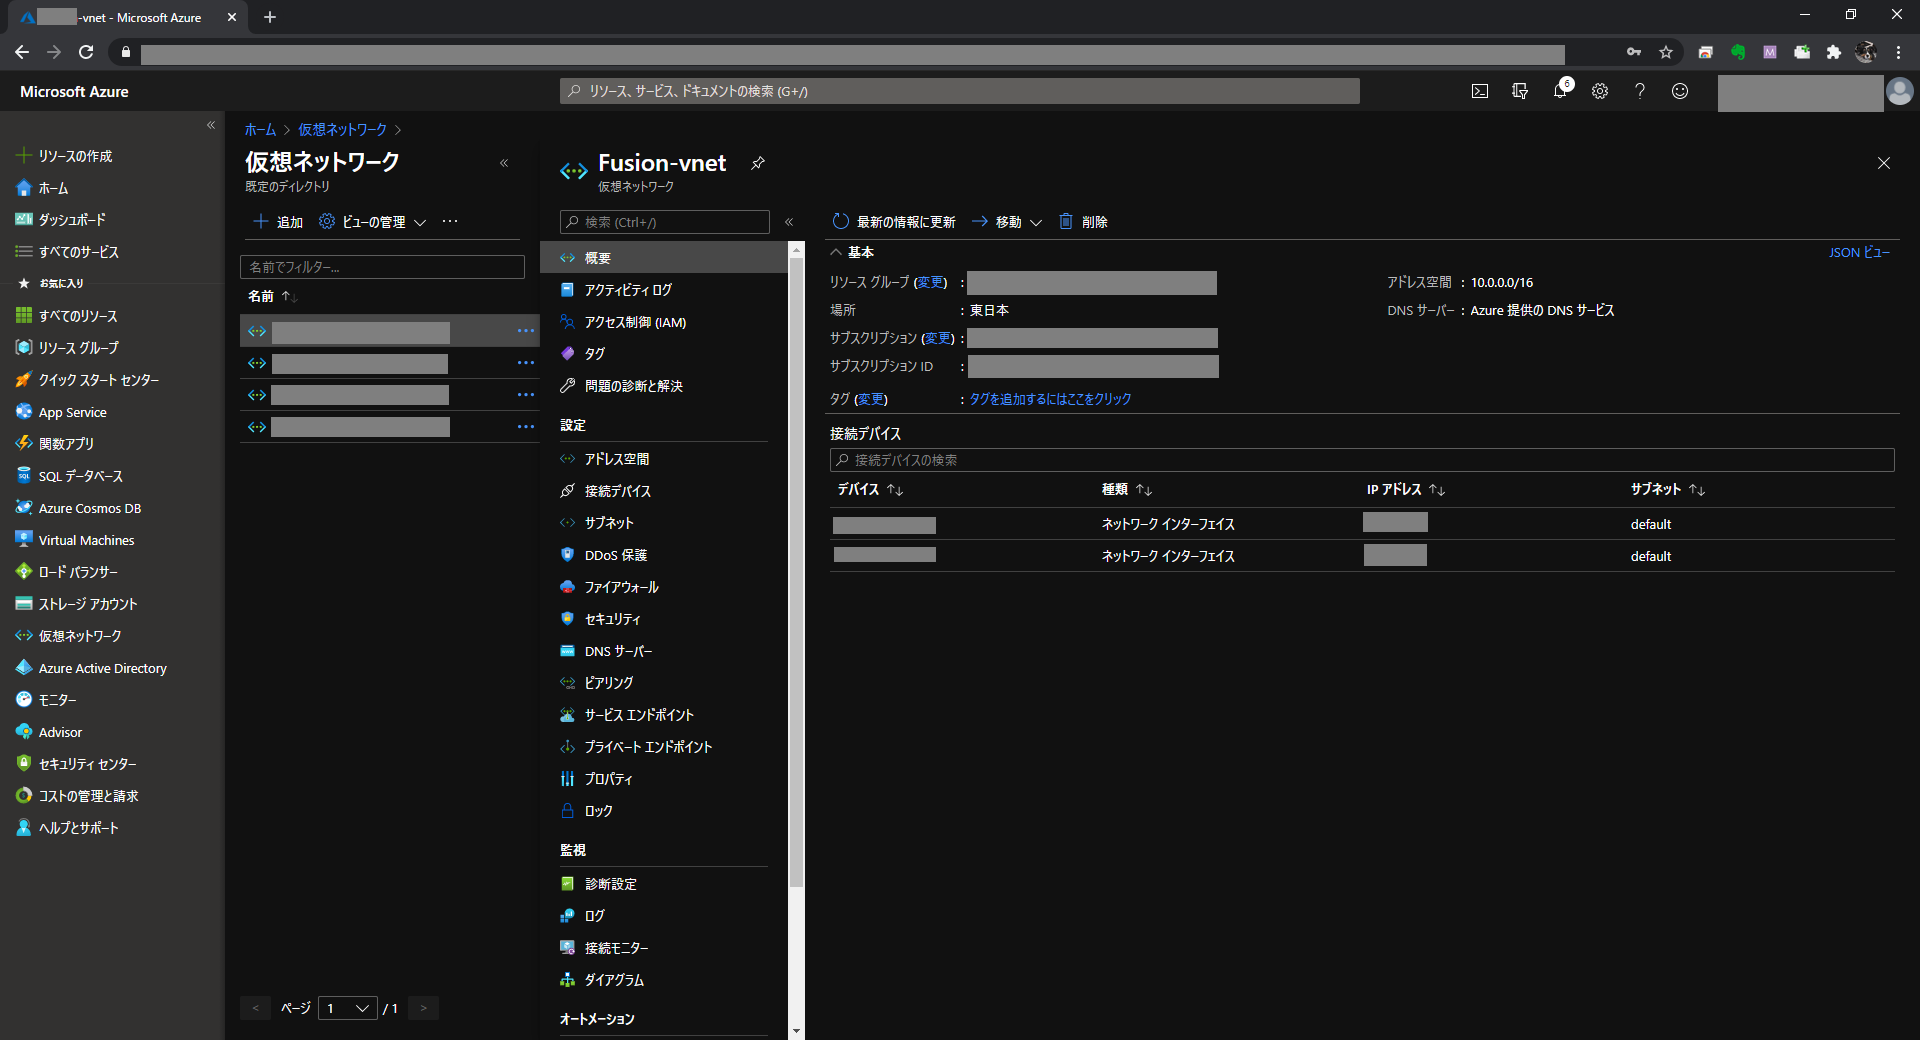 -vnet - Microsoft Azure
Microsoft Azure
リソース、サービス、ドキュメントの検索 (G+/)
6
リソースの作成
ホーム
ダッシュボード
すべてのサービス
お気に入り
すべてのリソース
リソース グループ
クイック スタート センター
App Service
関数アプリ
SQL データベース
Azure Cosmos DB
Virtual Machines
ロード バランサー
ストレージ アカウント
仮想ネットワーク
Azure Active Directory
モニター
Advisor
セキュリティ センター
コストの管理と請求
ヘルプとサポート
ホーム > 仮想ネットワーク >
仮想ネットワーク
既定のディレクトリ
追加 ビューの管理 ...
名前でフィルター...
名前 ↑↓
< ページ 1 / 1 >
Fusion-vnet
仮想ネットワーク
検索 (Ctrl+/)
概要
アクティビティ ログ
アクセス制御 (IAM)
タグ
問題の診断と解決
設定
アドレス空間
接続デバイス
サブネット
DDoS 保護
ファイアウォール
セキュリティ
DNS サーバー
ピアリング
サービス エンドポイント
プライベート エンドポイント
プロパティ
ロック
監視
診断設定
ログ
接続モニター
ダイアグラム
オートメーション
最新の情報に更新 移動 削除
基本 JSON ビュー
リソース グループ (変更) : アドレス空間 : 10.0.0.0/16
場所 : 東日本 DNS サーバー : Azure 提供の DNS サービス
サブスクリプション (変更) :
サブスクリプション ID :
タグ (変更) : タグを追加するにはここをクリック
接続デバイス
接続デバイスの検索
デバイス ↑↓ 種類 ↑↓ IP アドレス ↑↓ サブネット ↑↓
ネットワーク インターフェイス default
ネットワーク インターフェイス default